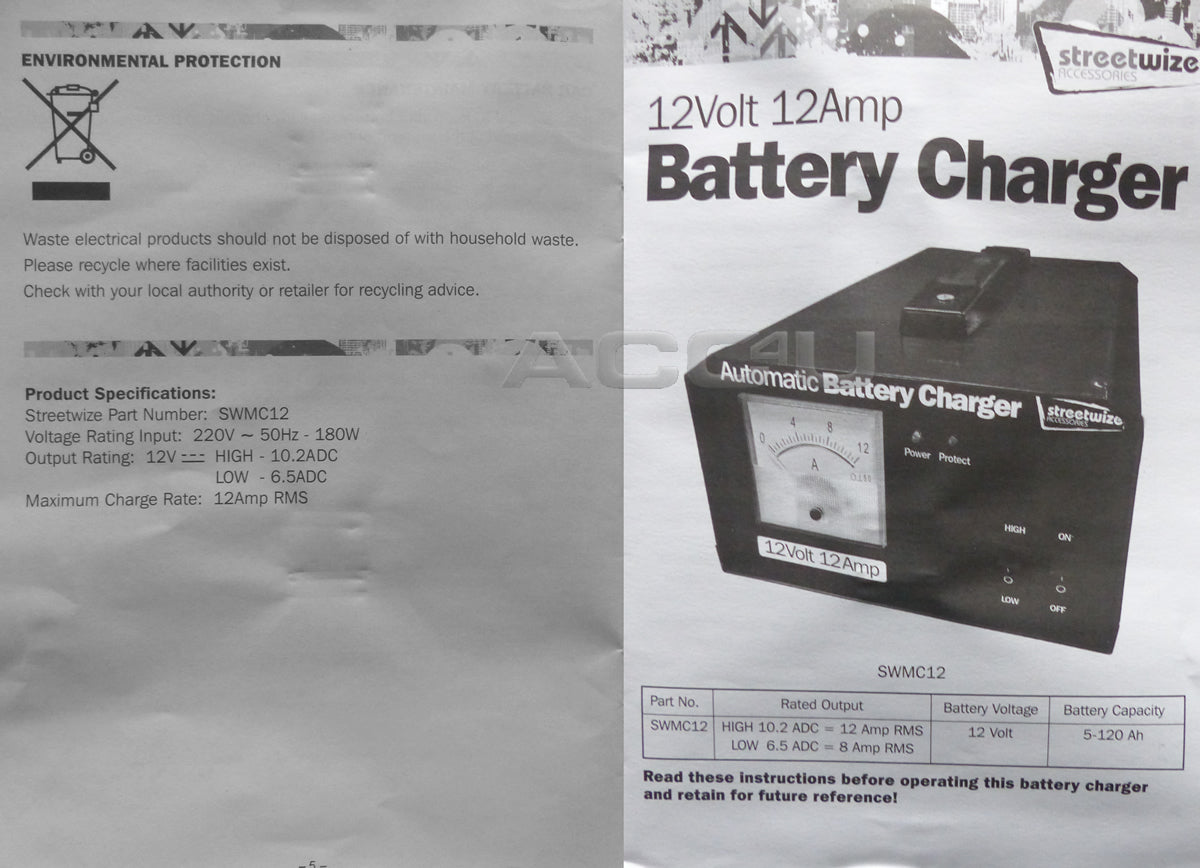 ENVIRONMENTAL PROTECTION
Waste electrical products should not be disposed of with household waste.
Please recycle where facilities exist.
Check with your local authority or retailer for recycling advice.
Product Specifications:
Streetwize Part Number: SWMC12
Voltage Rating Input: 220V ~ 50Hz - 180W
Output Rating: 12V ⎓ HIGH - 10.2ADC
LOW - 6.5ADC
Maximum Charge Rate: 12Amp RMS
– 5 –
streetwize
ACCESSORIES
12Volt 12Amp
Battery Charger
ACC4U
Automatic Battery Charger
streetwize
ACCESSORIES
0 4 8 12
A
Power Protect
HIGH ON
LOW OFF
12Volt 12Amp
SWMC12
Part No. Rated Output Battery Voltage Battery Capacity
SWMC12 HIGH 10.2 ADC = 12 Amp RMS 12 Volt 5-120 Ah
LOW 6.5 ADC = 8 Amp RMS
Read these instructions before operating this battery charger
and retain for future reference!